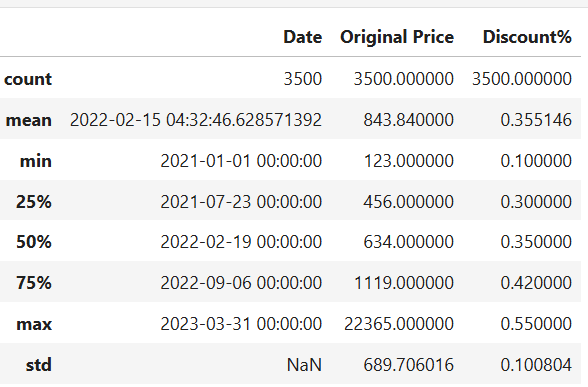 Date Original Price Discount%
count 3500 3500.000000 3500.000000
mean 2022-02-15 04:32:46.628571392 843.840000 0.355146
min 2021-01-01 00:00:00 123.000000 0.100000
25% 2021-07-23 00:00:00 456.000000 0.300000
50% 2022-02-19 00:00:00 634.000000 0.350000
75% 2022-09-06 00:00:00 1119.000000 0.420000
max 2023-03-31 00:00:00 22365.000000 0.550000
std NaN 689.706016 0.100804